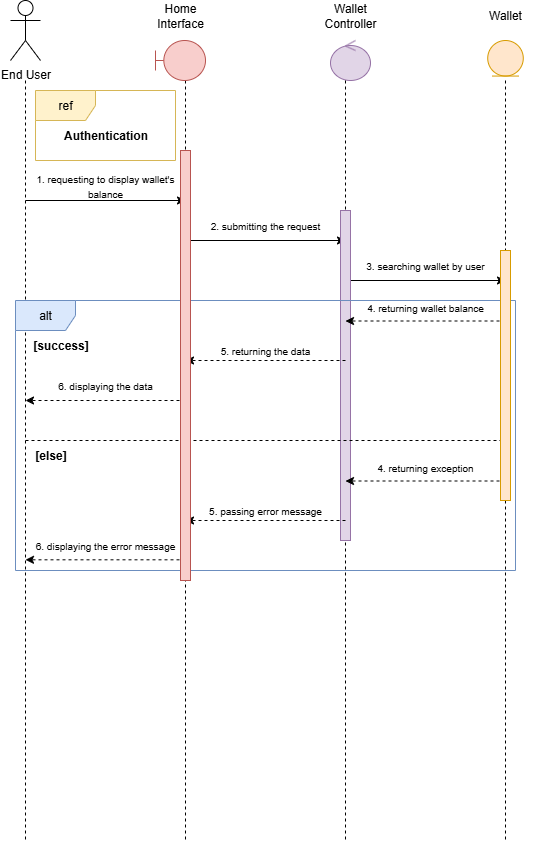 Home
Interface
Wallet
Controller
Wallet
End User
ref
Authentication
1. requesting to display wallet's
balance
2. submitting the request
3. searching wallet by user
alt
4. returning wallet balance
[success]
5. returning the data
6. displaying the data
[else]
4. returning exception
5. passing error message
6. displaying the error message